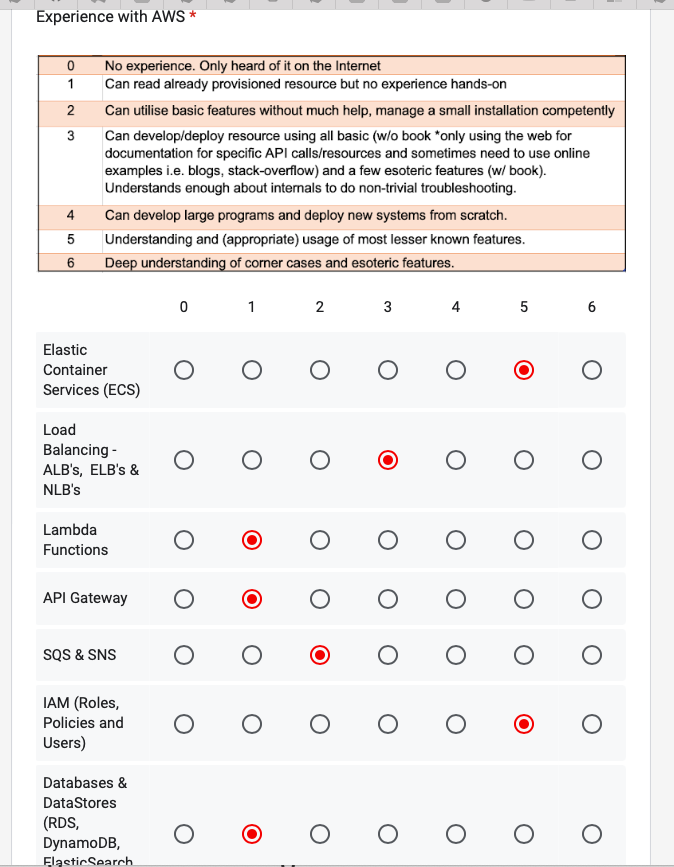 Experience with AWS *
0 No experience. Only heard of it on the Internet
1 Can read already provisioned resource but no experience hands-on
2 Can utilise basic features without much help, manage a small installation competently
3 Can develop/deploy resource using all basic (w/o book *only using the web for
documentation for specific API calls/resources and sometimes need to use online
examples i.e. blogs, stack-overflow) and a few esoteric features (w/ book).
Understands enough about internals to do non-trivial troubleshooting.
4 Can develop large programs and deploy new systems from scratch.
5 Understanding and (appropriate) usage of most lesser known features.
6 Deep understanding of corner cases and esoteric features.
0 1 2 3 4 5 6
Elastic
Container
Services (ECS)
Load
Balancing -
ALB's, ELB's &
NLB's
Lambda
Functions
API Gateway
SQS & SNS
IAM (Roles,
Policies and
Users)
Databases &
DataStores
(RDS,
DynamoDB,
ElasticSearch